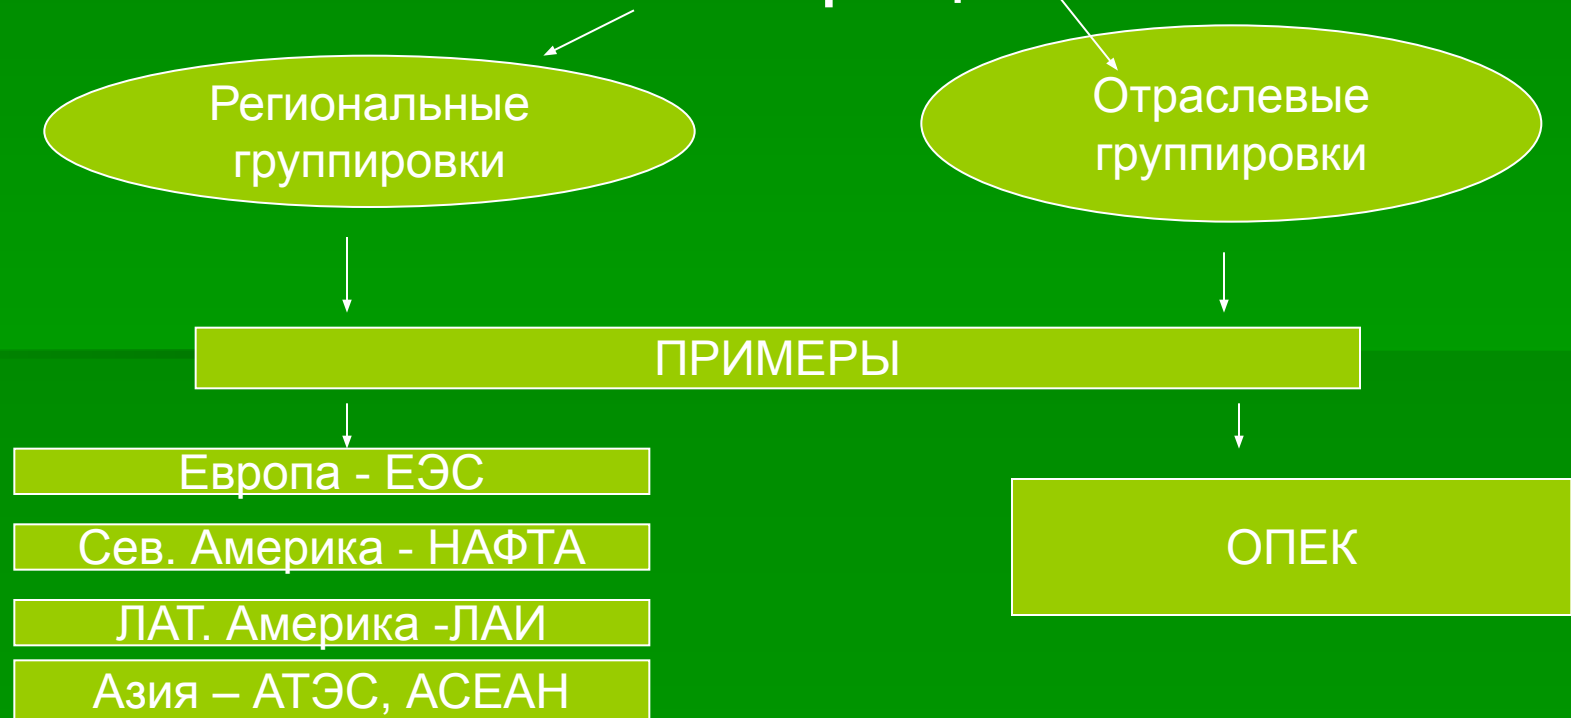 Региональные
группировки
Отраслевые
группировки
ПРИМЕРЫ
Европа - ЕЭС
Сев. Америка - НАФТА
ЛАТ. Америка -ЛАИ
Азия – АТЭС, АСЕАН
ОПЕК